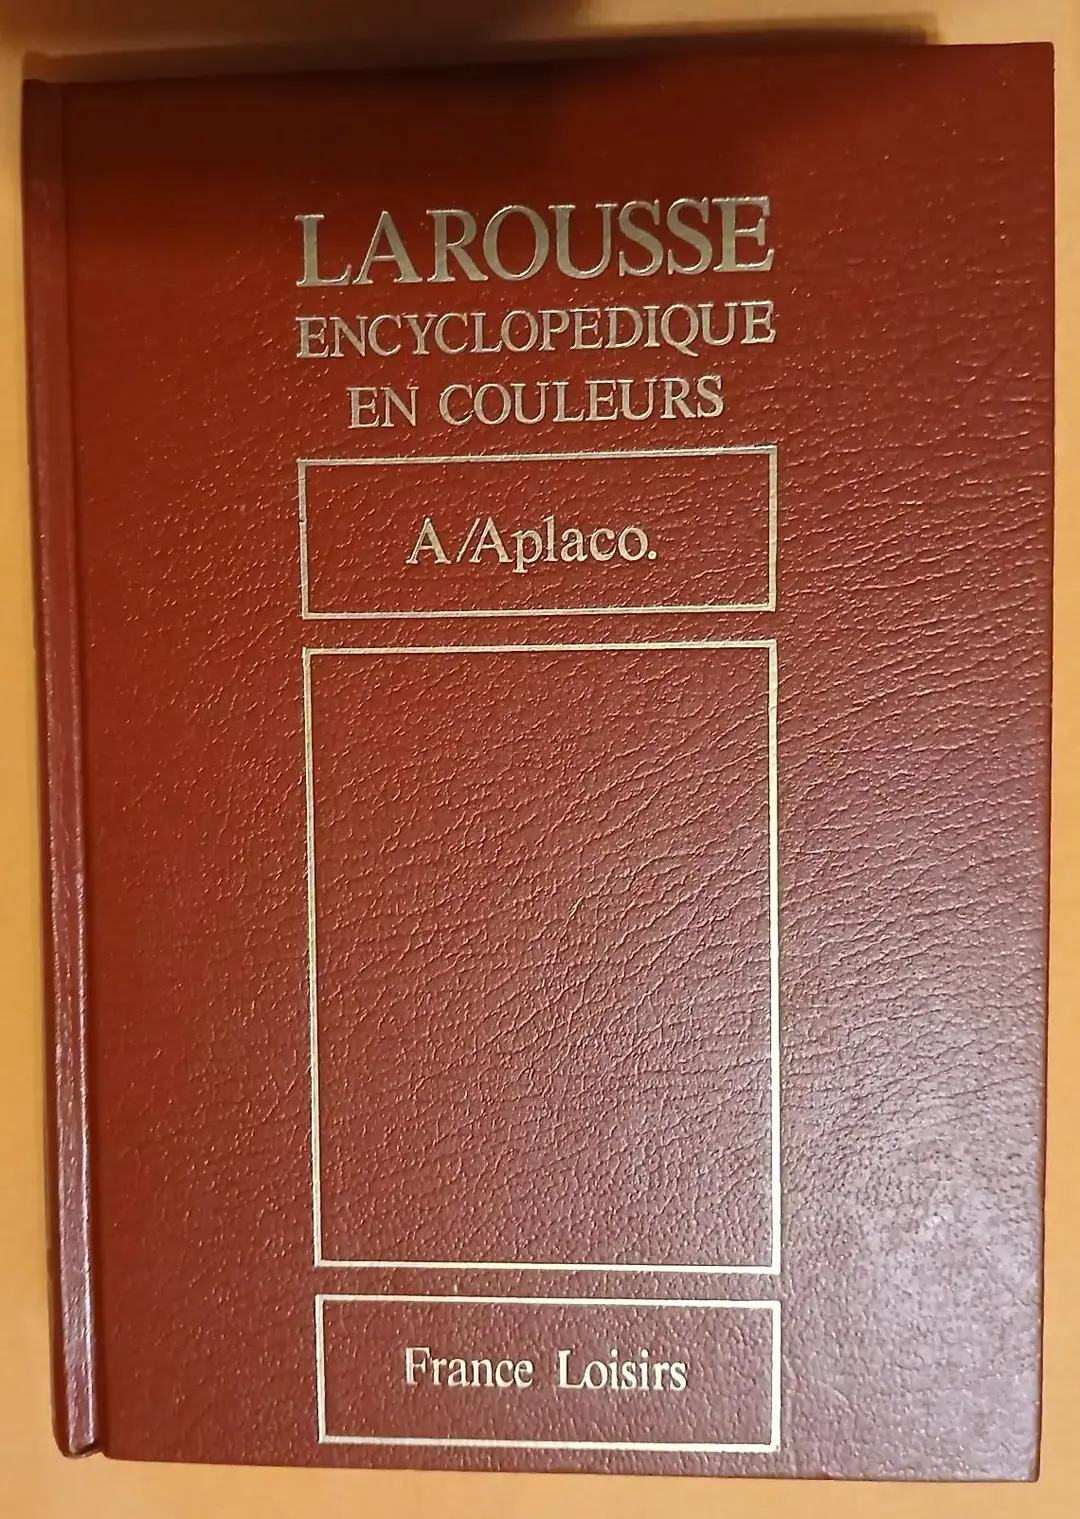 LAROUSSE
ENCYCLOPEDIQUE
EN COULEURS
A/Aplaco.
France Loisirs